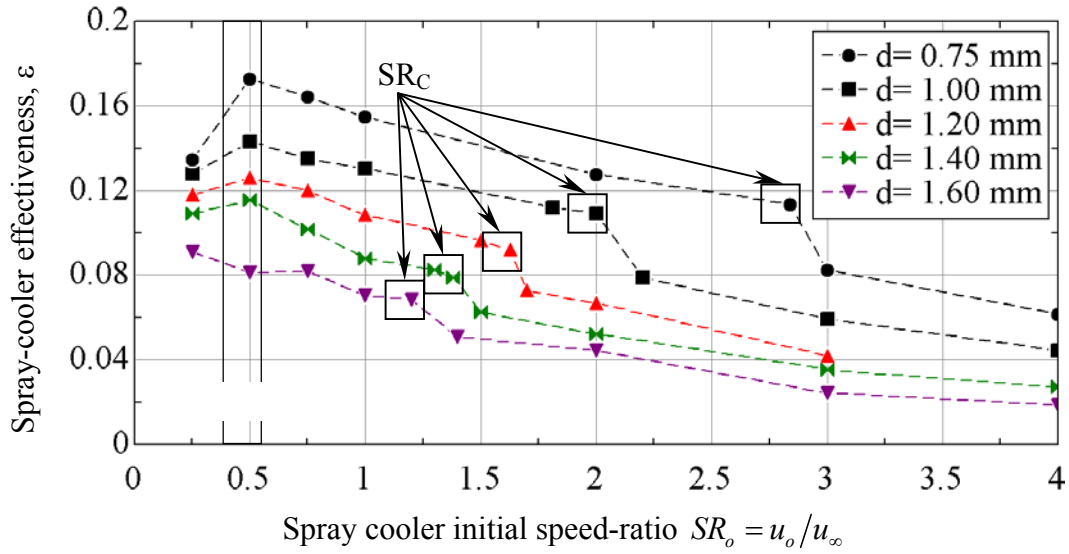 0.2
0.16
0.12
0.08
0.04
0
Spray-cooler effectiveness, ε
SR_C
d= 0.75 mm
d= 1.00 mm
d= 1.20 mm
d= 1.40 mm
d= 1.60 mm
0 0.5 1 1.5 2 2.5 3 3.5 4
Spray cooler initial speed-ratio SR_o = u_o/u_∞